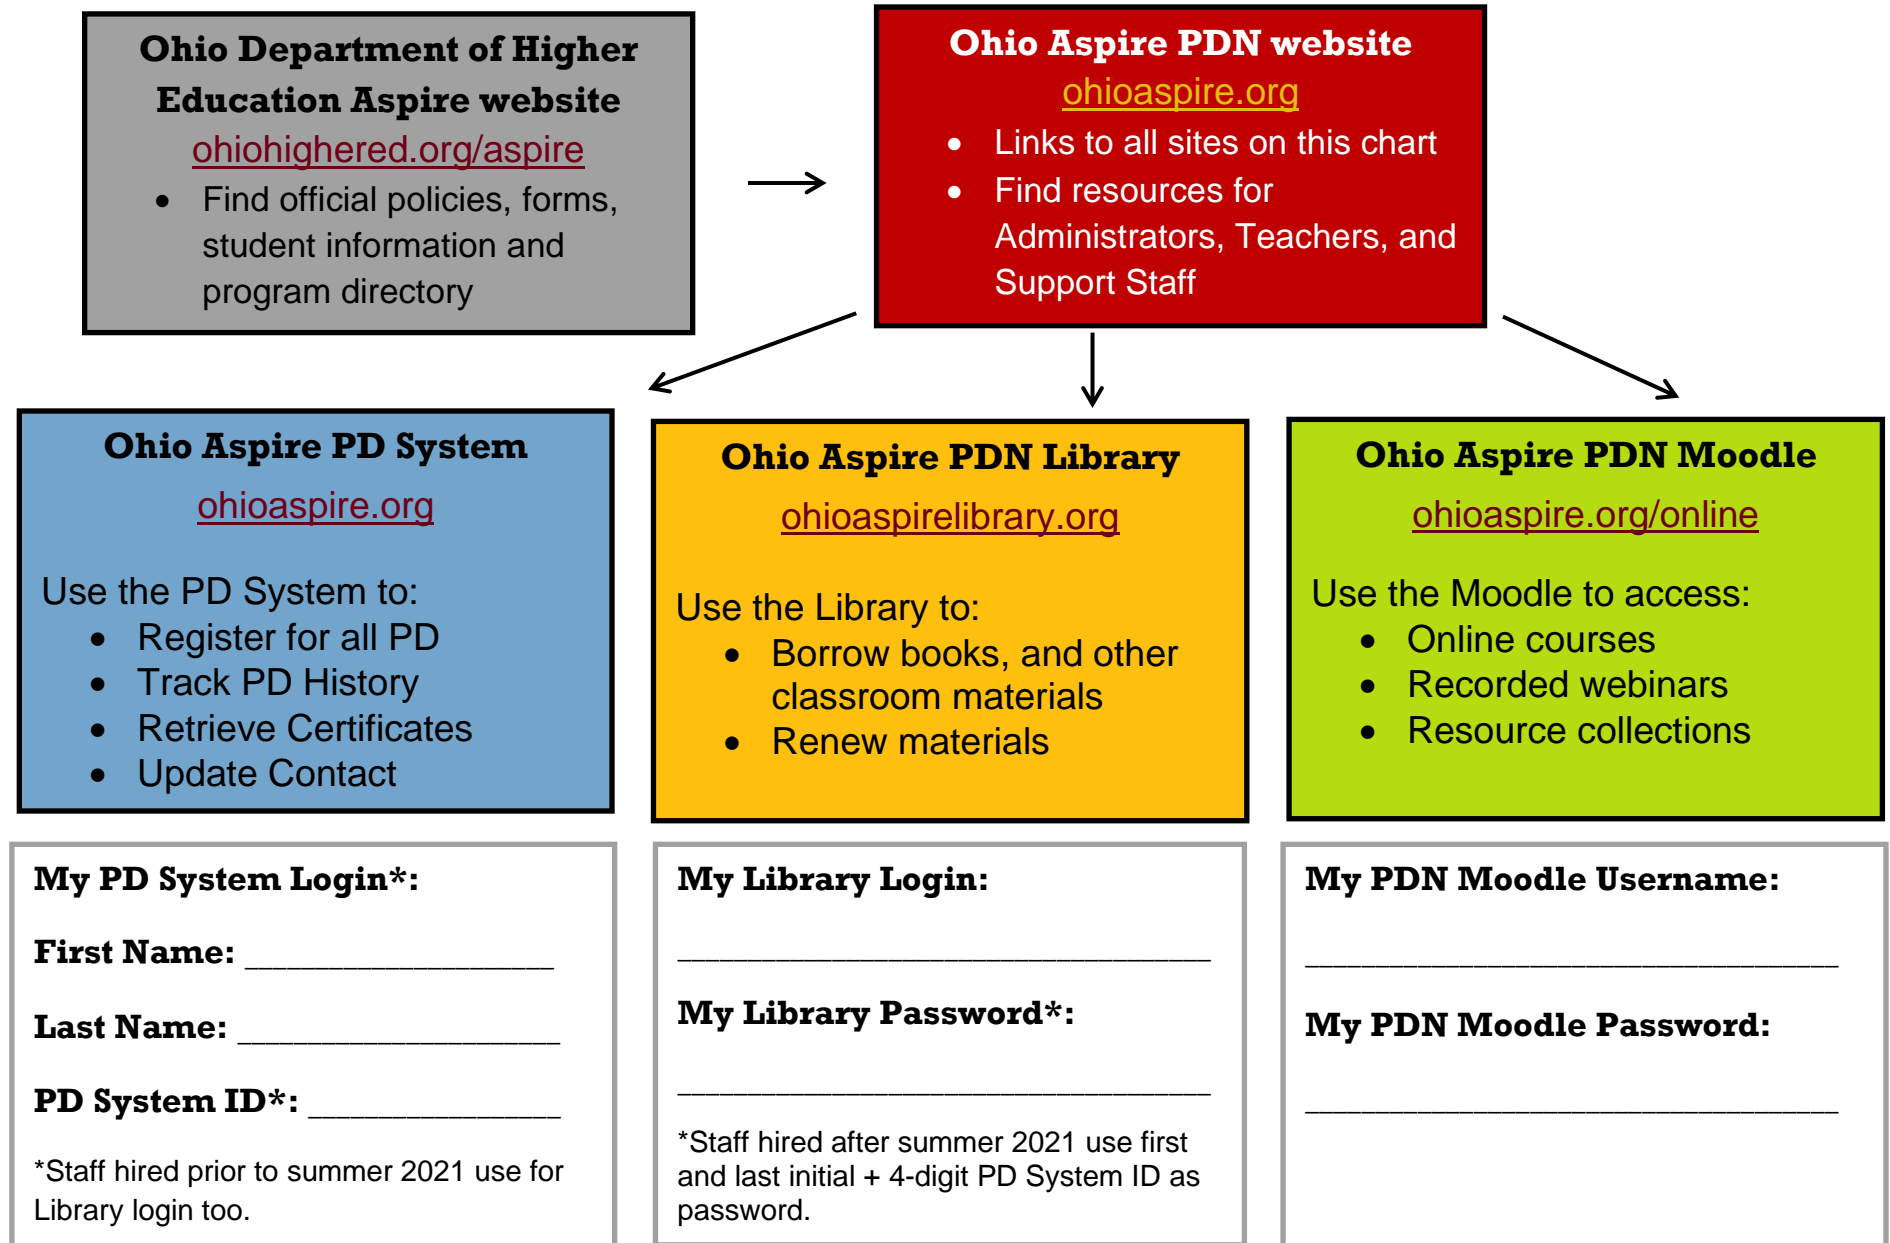 Ohio Department of Higher
Education Aspire website
ohiohighered.org/aspire
• Find official policies, forms,
student information and
program directory
Ohio Aspire PDN website
ohioaspire.org
• Links to all sites on this chart
• Find resources for
Administrators, Teachers, and
Support Staff
Ohio Aspire PD System
ohioaspire.org
Use the PD System to:
• Register for all PD
• Track PD History
• Retrieve Certificates
• Update Contact
Ohio Aspire PDN Library
ohioaspirelibrary.org
Use the Library to:
• Borrow books, and other
classroom materials
• Renew materials
Ohio Aspire PDN Moodle
ohioaspire.org/online
Use the Moodle to access:
• Online courses
• Recorded webinars
• Resource collections
My PD System Login*:
First Name: ________________
Last Name: _________________
PD System ID*: _____________
*Staff hired prior to summer 2021 use for
Library login too.
My Library Login:
____________________________
My Library Password*:
____________________________
*Staff hired after summer 2021 use first
and last initial + 4-digit PD System ID as
password.
My PDN Moodle Username:
____________________________
My PDN Moodle Password:
____________________________